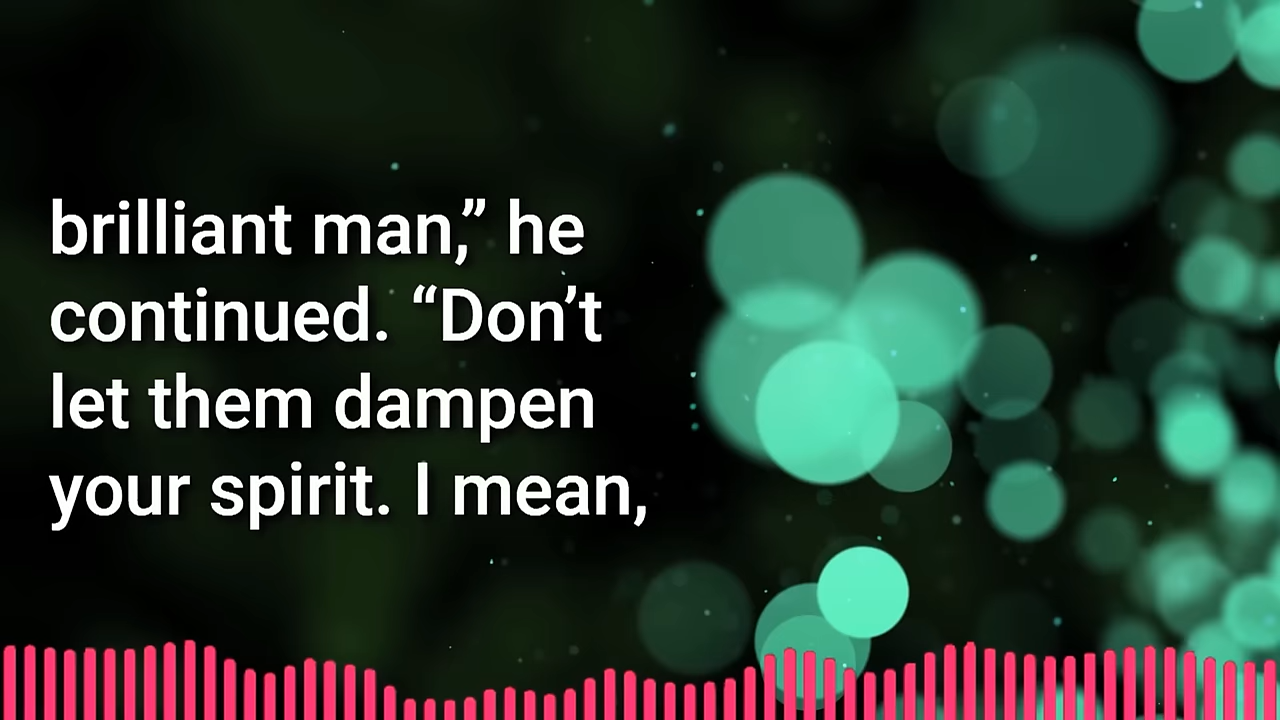 brilliant man,” he
continued. “Don’t
let them dampen
your spirit. I mean,